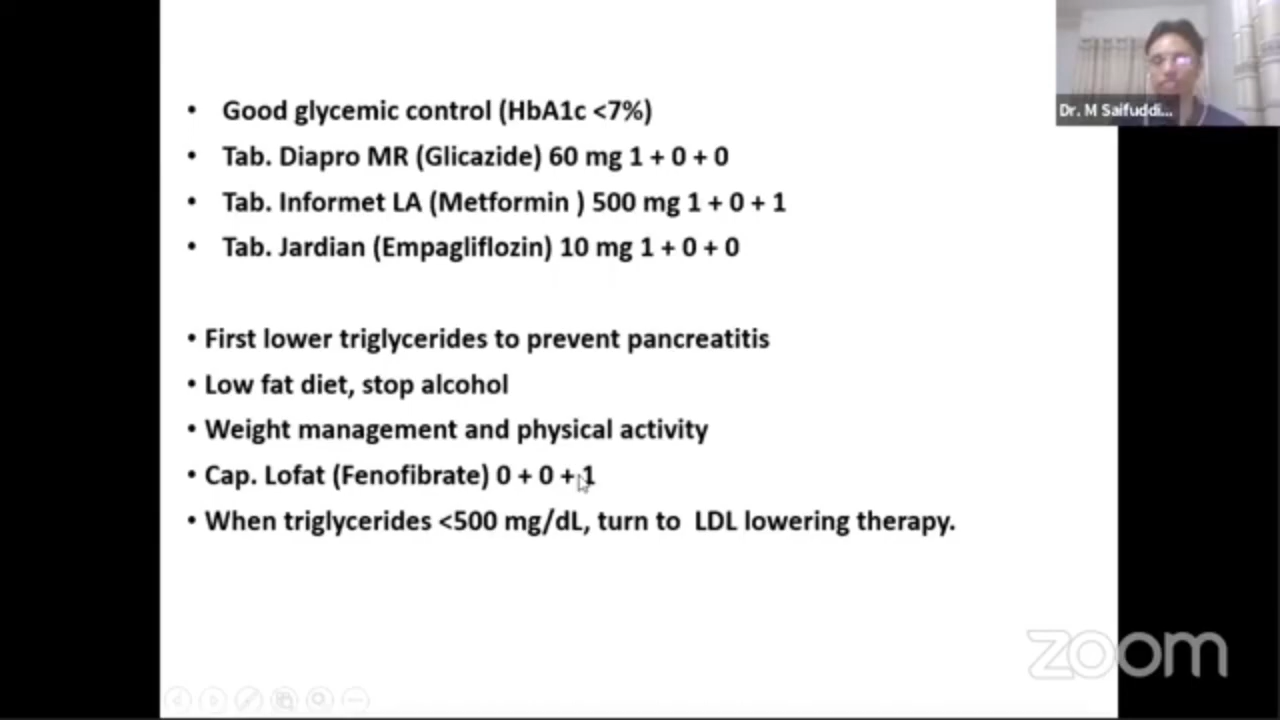 Dr. M Saifuddi...
• Good glycemic control (HbA1c <7%)
• Tab. Diapro MR (Glicazide) 60 mg 1 + 0 + 0
• Tab. Informet LA (Metformin ) 500 mg 1 + 0 + 1
• Tab. Jardian (Empagliflozin) 10 mg 1 + 0 + 0
• First lower triglycerides to prevent pancreatitis
• Low fat diet, stop alcohol
• Weight management and physical activity
• Cap. Lofat (Fenofibrate) 0 + 0 + 1
• When triglycerides <500 mg/dL, turn to LDL lowering therapy.
zoom